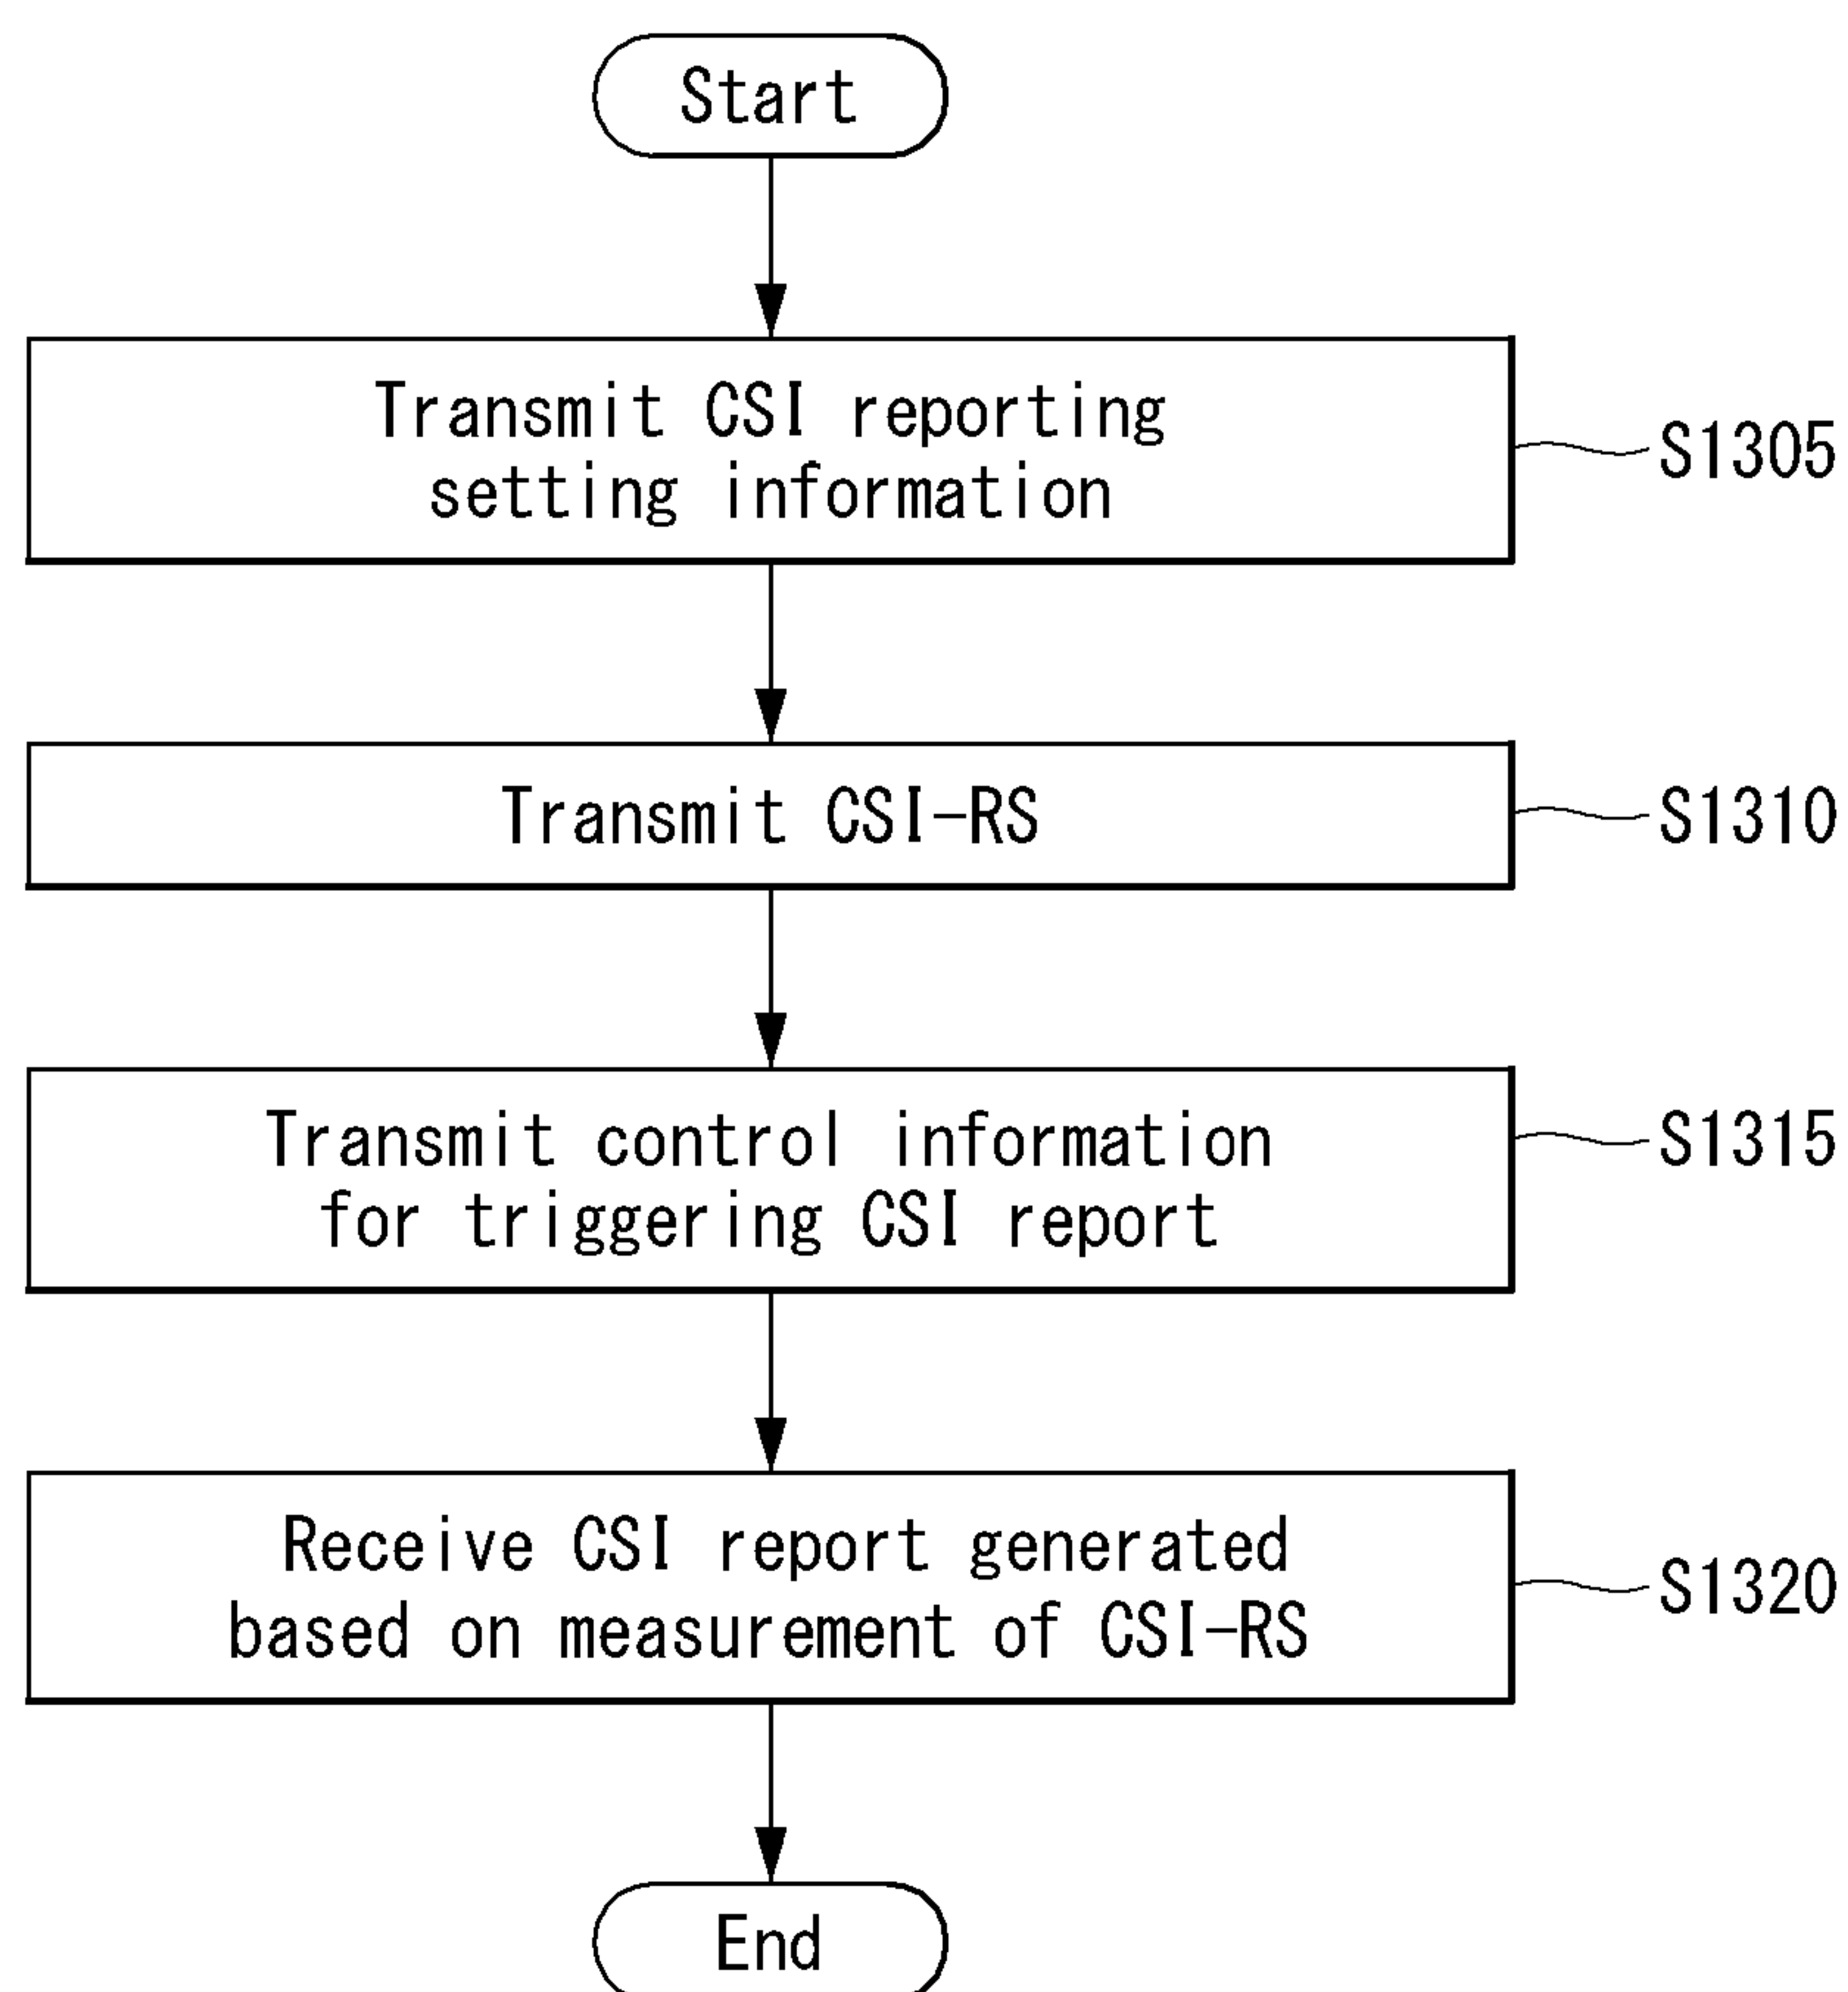 Start
Transmit CSI reporting
setting information
S1305
Transmit CSI-RS
S1310
Transmit control information
for triggering CSI report
S1315
Receive CSI report generated
based on measurement of CSI-RS
S1320
End